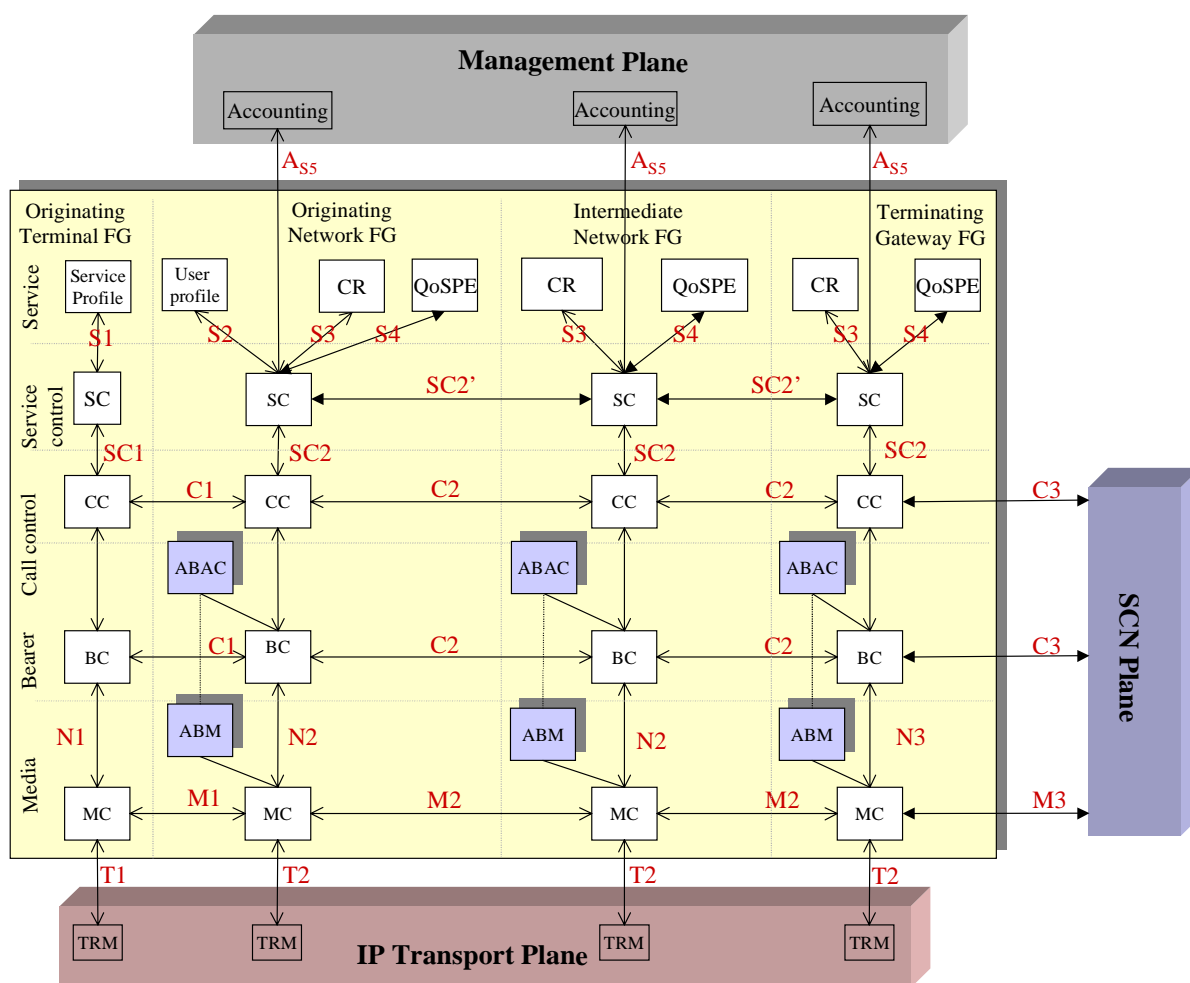 Management Plane
Accounting
Accounting
Accounting
A_S5
A_S5
A_S5
Originating
Terminal FG
Originating
Network FG
Intermediate
Network FG
Terminating
Gateway FG
Service
Service
Profile
User
profile
CR
QoSPE
CR
QoSPE
CR
QoSPE
S1
S2
S3
S4
S3
S4
S3
S4
Service
control
SC
SC
SC2’
SC
SC2’
SC
SC1
SC2
SC2
SC2
Call control
CC
C1
CC
C2
CC
C2
CC
C3
ABAC
ABAC
ABAC
Bearer
BC
C1
BC
C2
BC
C2
BC
C3
ABM
ABM
ABM
N1
N2
N2
N3
Media
MC
M1
MC
M2
MC
M2
MC
M3
SCN Plane
T1
T2
T2
T2
TRM
TRM
TRM
TRM
IP Transport Plane